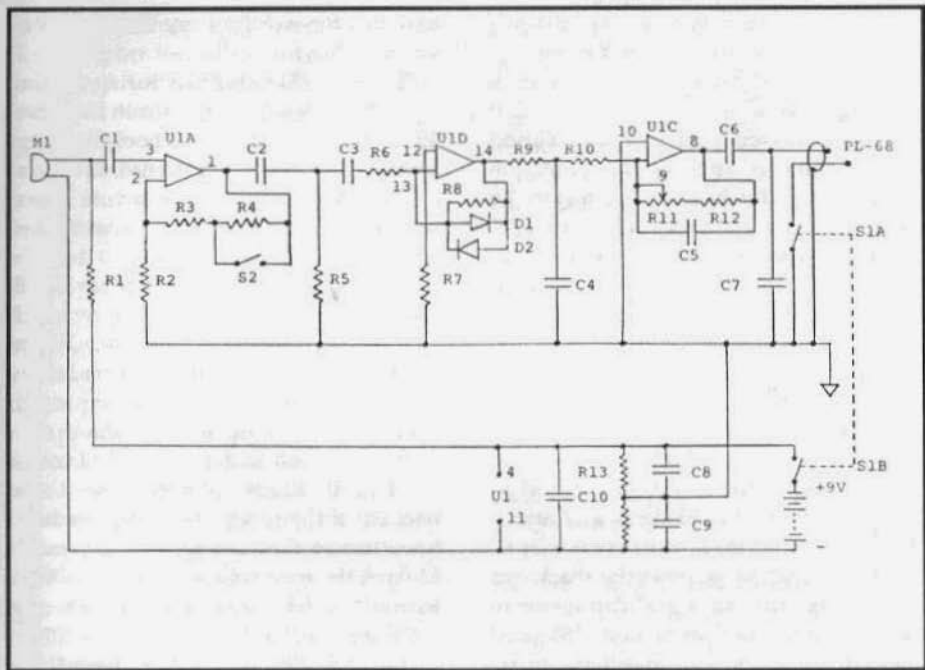 M1 C1 3 U1A 1 C2 C3 R6 12 U1D 14 R9 R10 10 U1C 8 C6 PL-68
2 13 9
R3 R4 R8 R11 R12
D1
D2 C5 S1A
S2
R1 R2 R5 R7 C4 C7
4 R13 C8 S1B
U1 C10 +9V
11 C9
-